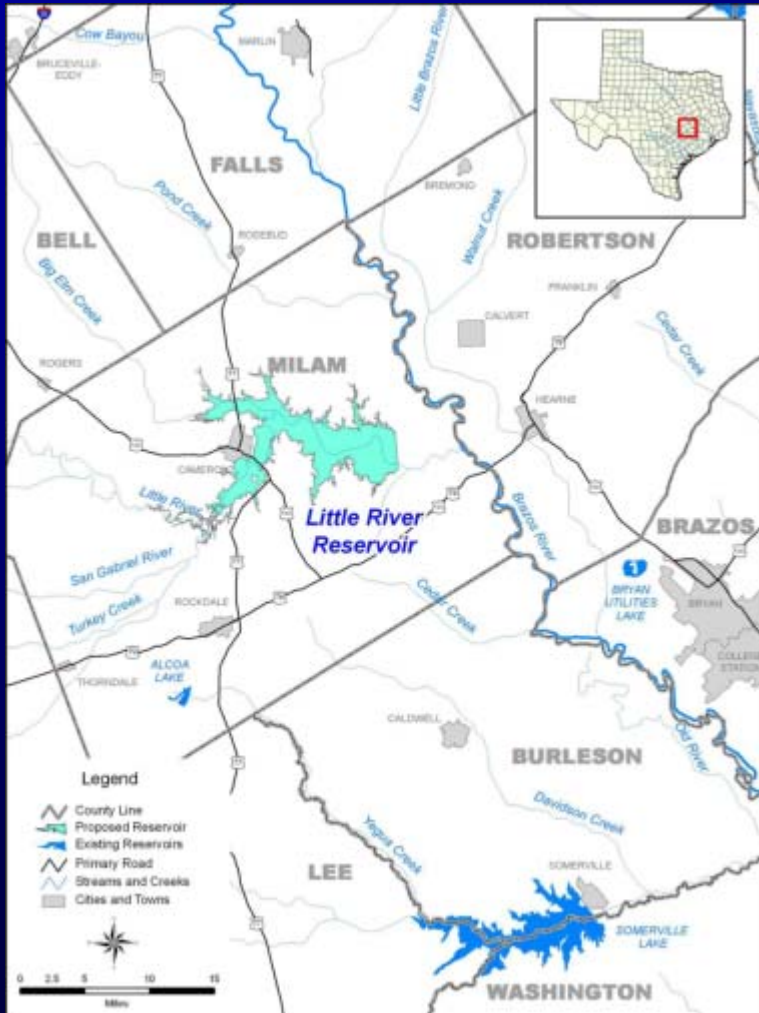 Cow Bayou
MARLIN
BRUCEVILLE-
EDDY
77
Little Brazos River
FALLS
BREMOND
Pond Creek
Walnut Creek
BELL
ROBERTSON
Big Elm Creek
FRANKLIN
CALVERT
Cedar Creek
ROGERS
MILAM
77
79
HEARNE
CAMERON
Little River
Little River
Reservoir
Brazos River
BRAZOS
San Gabriel River
Turkey Creek
ROCKDALE
Cedar Creek
BRYAN
UTILITIES
LAKE
BRYAN
COLLEGE
STATION
THORNDALE
ALCOA
LAKE
CALDWELL
Old River
BURLESON
Davidson Creek
Yegua Creek
LEE
SOMERVILLE
SOMERVILLE
LAKE
WASHINGTON
Legend
County Line
Proposed Reservoir
Existing Reservoirs
Primary Road
Streams and Creeks
Cities and Towns
0 2.5 5 10 15
Miles